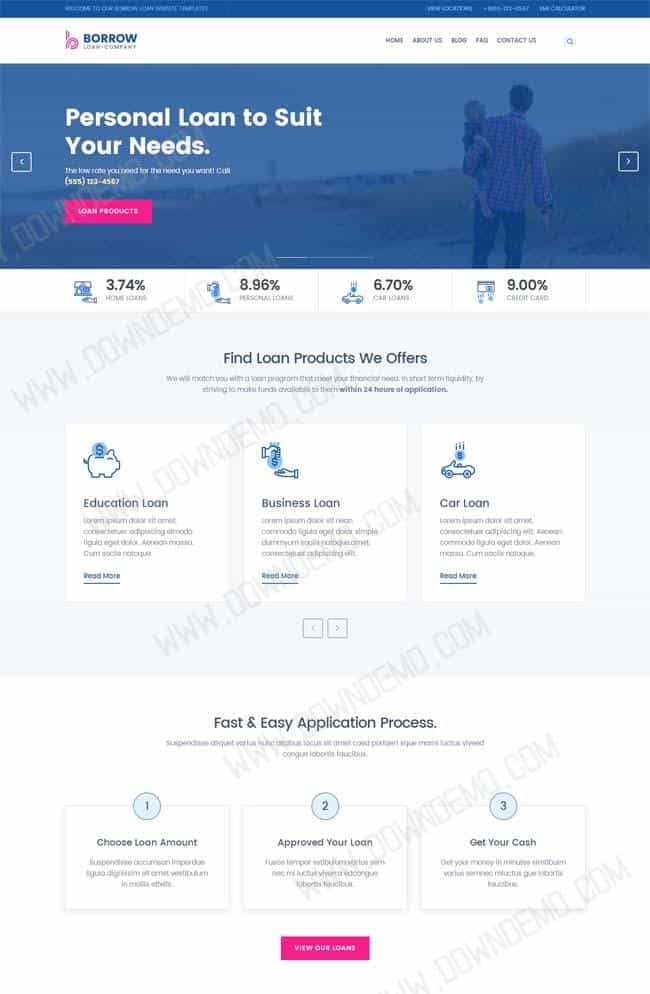 WELCOME TO OUR BORROW LOAN WEBSITE TEMPLATES
VIEW LOCATIONS +1800-123-4567 EMI CALCULATOR
BORROW
LOAN COMPANY
HOME ABOUT US BLOG FAQ CONTACT US
Personal Loan to Suit
Your Needs.
The low rate you need for the need you want! Call
(555) 123-4567
LOAN PRODUCTS
3.74%
HOME LOANS
8.96%
PERSONAL LOANS
6.70%
CAR LOANS
9.00%
CREDIT CARD
Find Loan Products We Offers
We will match you with a loan program that meet your financial need. In short term liquidity, by
striving to make funds available to them within 24 hours of application.
Education Loan
Lorem ipsum dolor sit amet,
consectetuer adipiscing elmodo
ligula eget dolor. Aenean massa.
Cum sociis natoque.
Read More
Business Loan
Lorem ipsum dolor sit nean
commodo ligula eget dolor simple
dummyum sociis natoque amet,
consectetuer adipiscing elit.
Read More
Car Loan
Lorem ipsum dolor sit amet,
consectetuer adipiscing elit. Aenean
commodo ligula eget dolor. Aenean
massa. Cum sociis natoque.
Read More
Fast & Easy Application Process.
Suspendisse aliquet varius nunc atcibus lacus sit amet coed portaeri sque mami luctus viveed
congue lobortis faucibus.
1
Choose Loan Amount
Suspendisse accumsan imperdue
ligula dignissim sit amet vestibulum
in mollis etfelis.
2
Approved Your Loan
Fusce tempor estibulum varius sem
nec mi luctus viverra edcongue
lobortis faucibus.
3
Get Your Cash
Get your money in minutes simtibulm
varius semnec mluctus gue lobortis
faucibus.
VIEW OUR LOANS
WWW.DOWNDEMO.COM
WWW.DOWNDEMO.COM
WWW.DOWNDEMO.COM
WWW.DOWNDEMO.COM